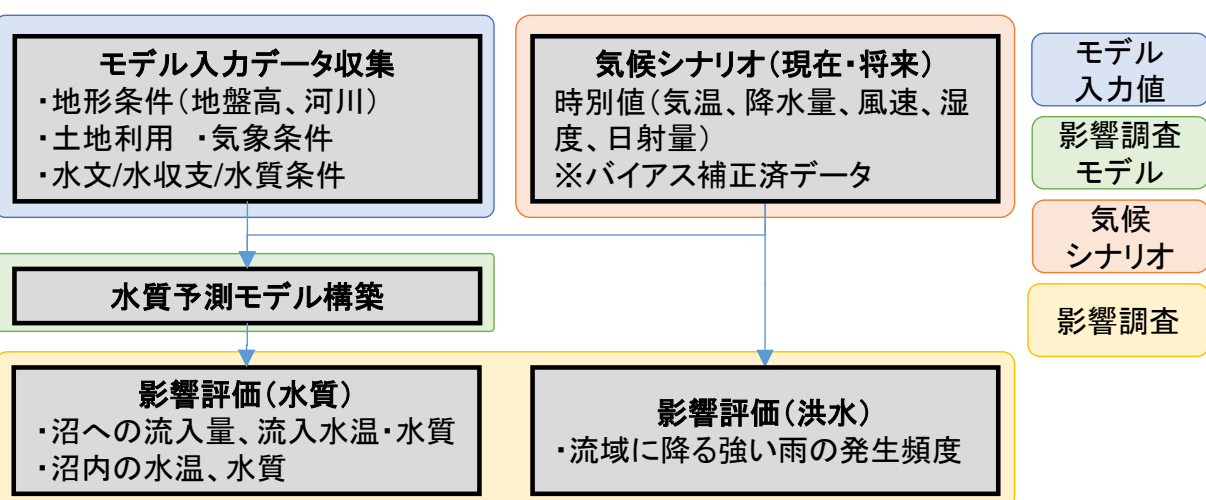 モデル入力データ収集
・地形条件（地盤高、河川）
・土地利用　・気象条件
・水文/水収支/水質条件
気候シナリオ（現在・将来）
時別値（気温、降水量、風速、湿
度、日射量）
※バイアス補正済データ
水質予測モデル構築
影響評価（水質）
・沼への流入量、流入水温・水質
・沼内の水温、水質
影響評価（洪水）
・流域に降る強い雨の発生頻度
モデル
入力値
影響調査
モデル
気候
シナリオ
影響調査